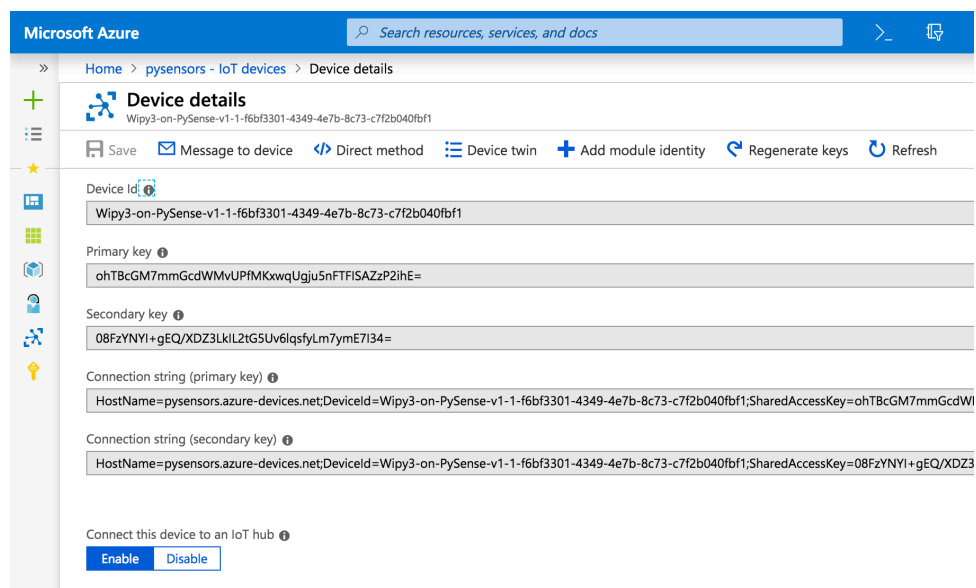 Microsoft Azure
Search resources, services, and docs
Home > pysensors - IoT devices > Device details
Device details
Wipy3-on-PySense-v1-1-f6bf3301-4349-4e7b-8c73-c7f2b040fbf1
Save Message to device Direct method Device twin Add module identity Regenerate keys Refresh
Device Id
Wipy3-on-PySense-v1-1-f6bf3301-4349-4e7b-8c73-c7f2b040fbf1
Primary key
ohTBcGM7mmGcdWMvUPfMKxwqUgju5nFTFISAZzP2ihE=
Secondary key
08FzYNYI+gEQ/XDZ3LkIL2tG5Uv6lqsfyLm7ymE7I34=
Connection string (primary key)
HostName=pysensors.azure-devices.net;DeviceId=Wipy3-on-PySense-v1-1-f6bf3301-4349-4e7b-8c73-c7f2b040fbf1;SharedAccessKey=ohTBcGM7mmGcdW
Connection string (secondary key)
HostName=pysensors.azure-devices.net;DeviceId=Wipy3-on-PySense-v1-1-f6bf3301-4349-4e7b-8c73-c7f2b040fbf1;SharedAccessKey=08FzYNYI+gEQ/XDZ3
Connect this device to an IoT hub
Enable Disable